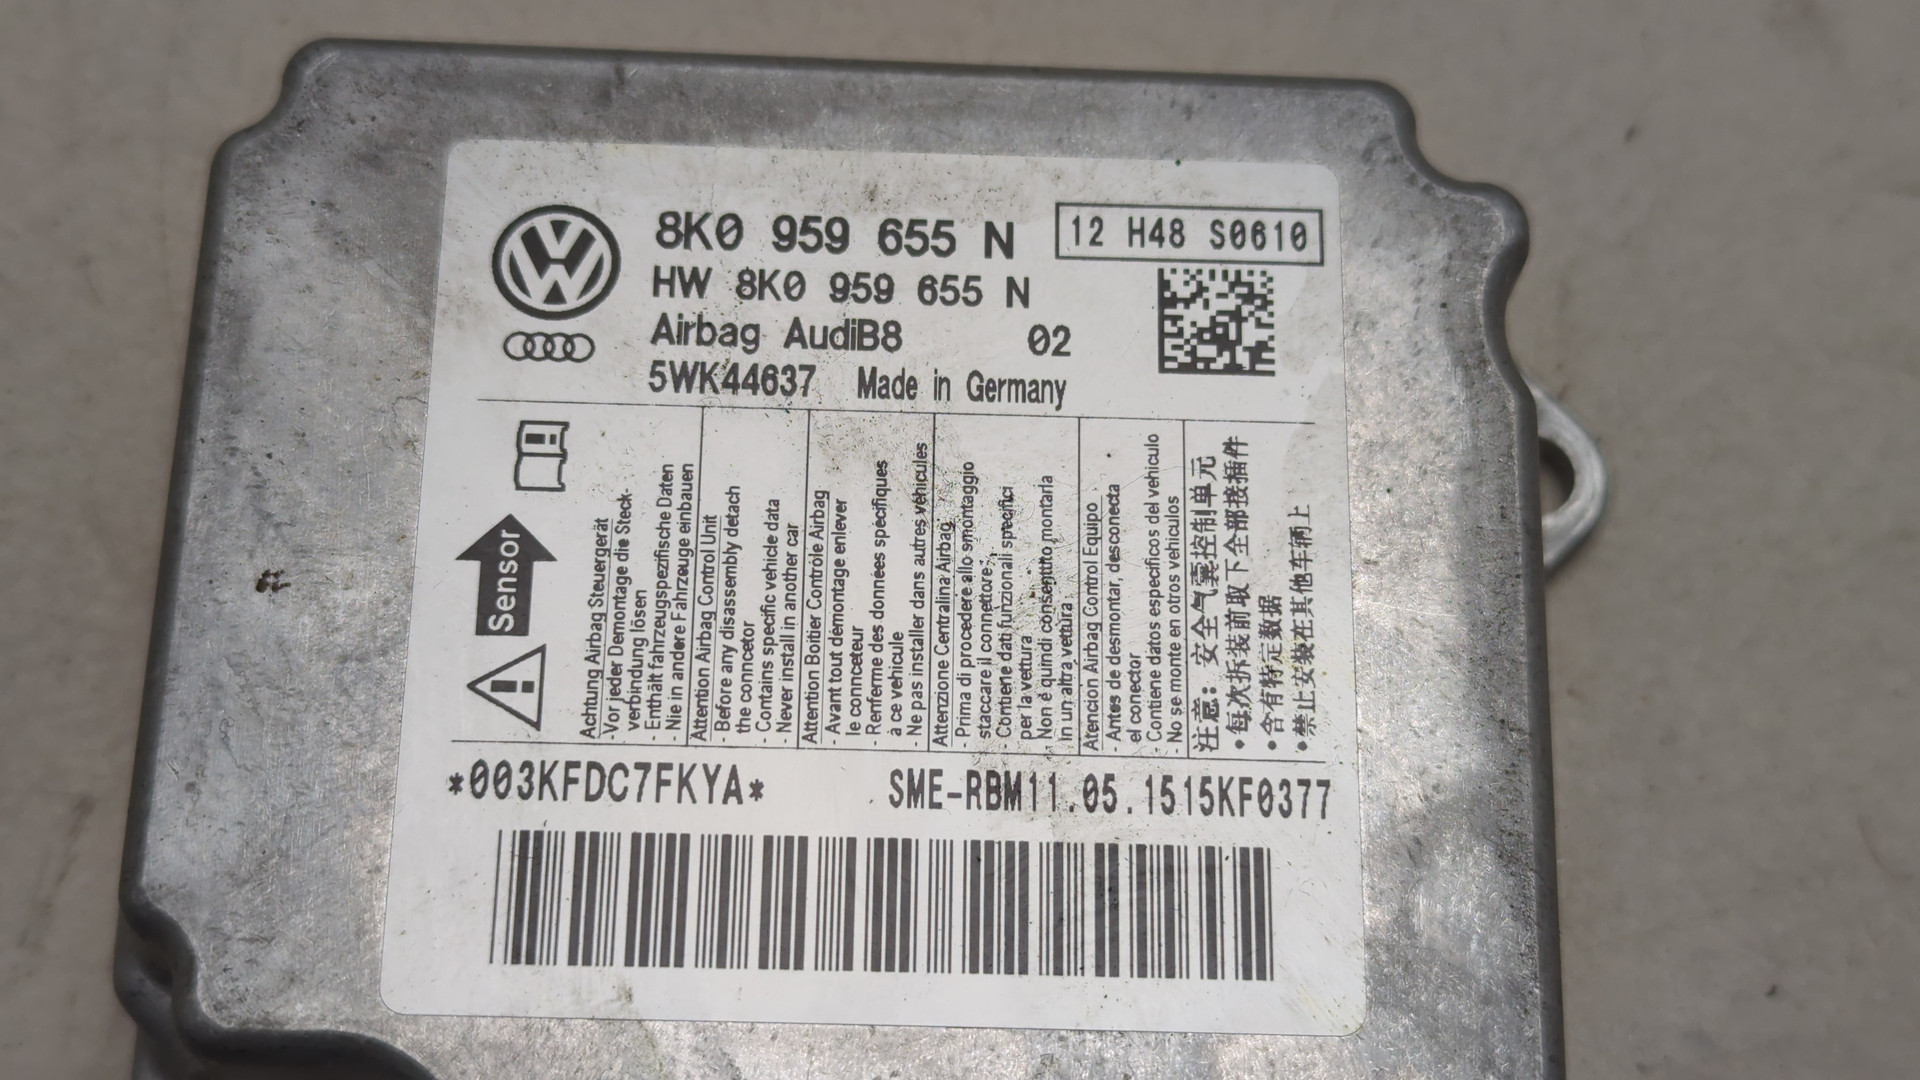 8K0 959 655 N
12 H48 S0610
HW 8K0 959 655 N
Airbag AudiB8 02
5WK44637 Made in Germany
Sensor
Achtung Airbag Steuergerät
-Vor jeder Demontage die Steck-
verbindung lösen
- Enthält fahrzeugspezifische Daten
- Nie in andere Fahrzeuge einbauen
Attention Airbag Control Unit
- Before any disassembly detach
the conncetor
- Contains specific vehicle data
- Never install in another car
Attention Boîtier Contrôle Airbag
- Avant tout démontage enlever
le connceteur
- Renferme des données spécifiques
à ce véhicule
- Ne pas installer dans autres véhicules
Attenzione Centralina Airbag
- Prima di procedere allo smontaggio
staccare il connettore
- Contiene dati funzionali specifici
per la vettura
- Non é quindi consentito montarla
in un altra vettura
Atencion Airbag Control Equipo
- Antes de desmontar, desconecta
el conector
- Contiene datos especificos del vehiculo
- No se monte en otros vehiculos
注意：安全气囊控制单元
•每次拆装前取下全部接插件
•含有特定数据
•禁止安装在其他车辆上
*003KFDC7FKYA*
SME-RBM11.05.1515KF0377